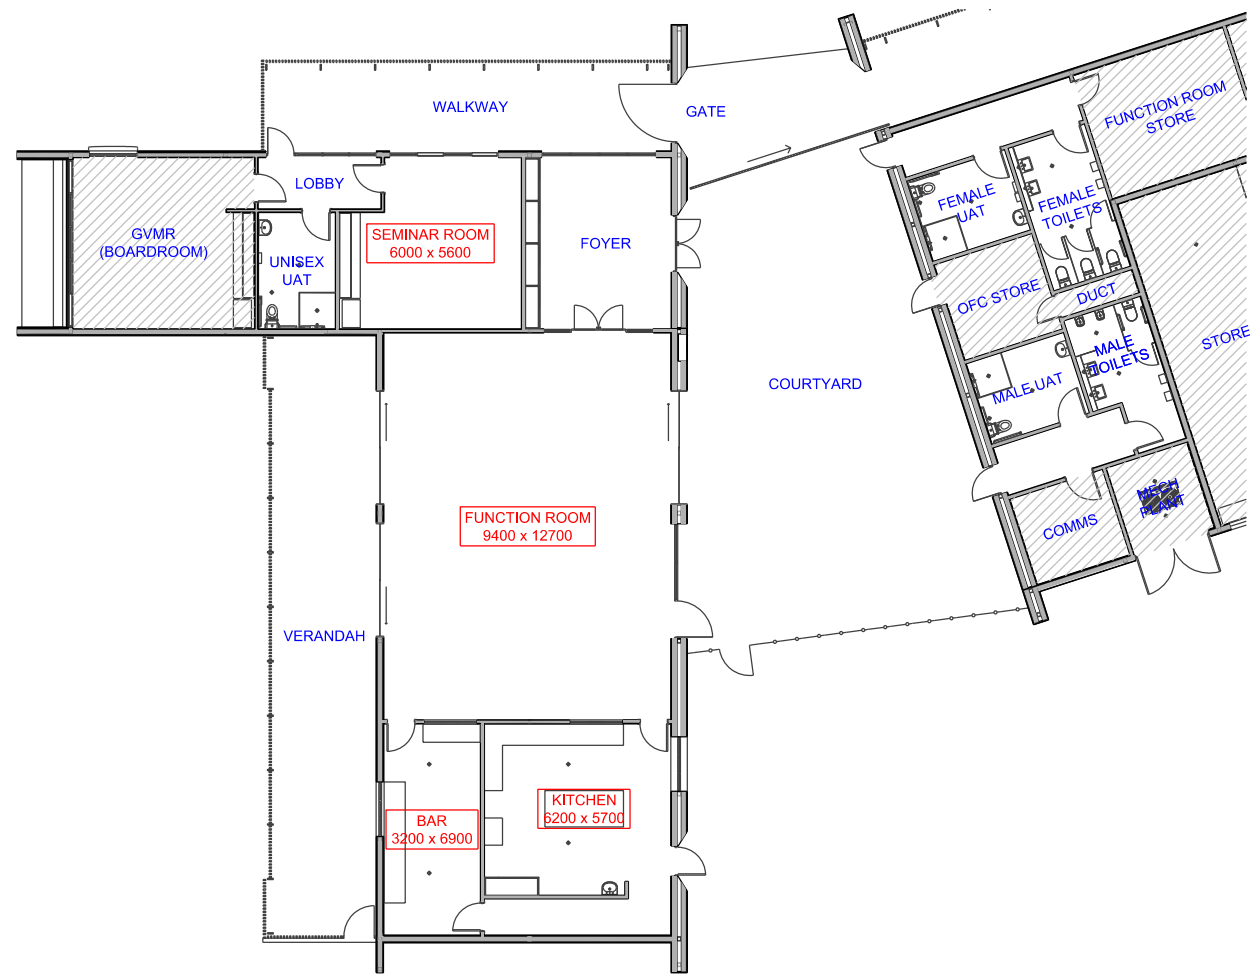 WALKWAY
GATE
FUNCTION ROOM
STORE
LOBBY
GVMR
(BOARDROOM)
SEMINAR ROOM
6000 x 5600
FOYER
UNISEX
UAT
FEMALE
UAT
FEMALE
TOILETS
OFC STORE
DUCT
STORE
MALE
TOILETS
MALE UAT
COURTYARD
MECH
PLANT
COMMS
FUNCTION ROOM
9400 x 12700
VERANDAH
BAR
3200 x 6900
KITCHEN
6200 x 5700